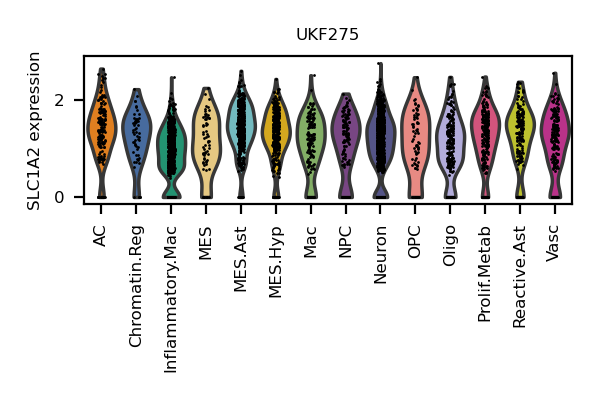 UKF275
SLC1A2 expression
2
0
AC
Chromatin.Reg
Inflammatory.Mac
MES
MES.Ast
MES.Hyp
Mac
NPC
Neuron
OPC
Oligo
Prolif.Metab
Reactive.Ast
Vasc